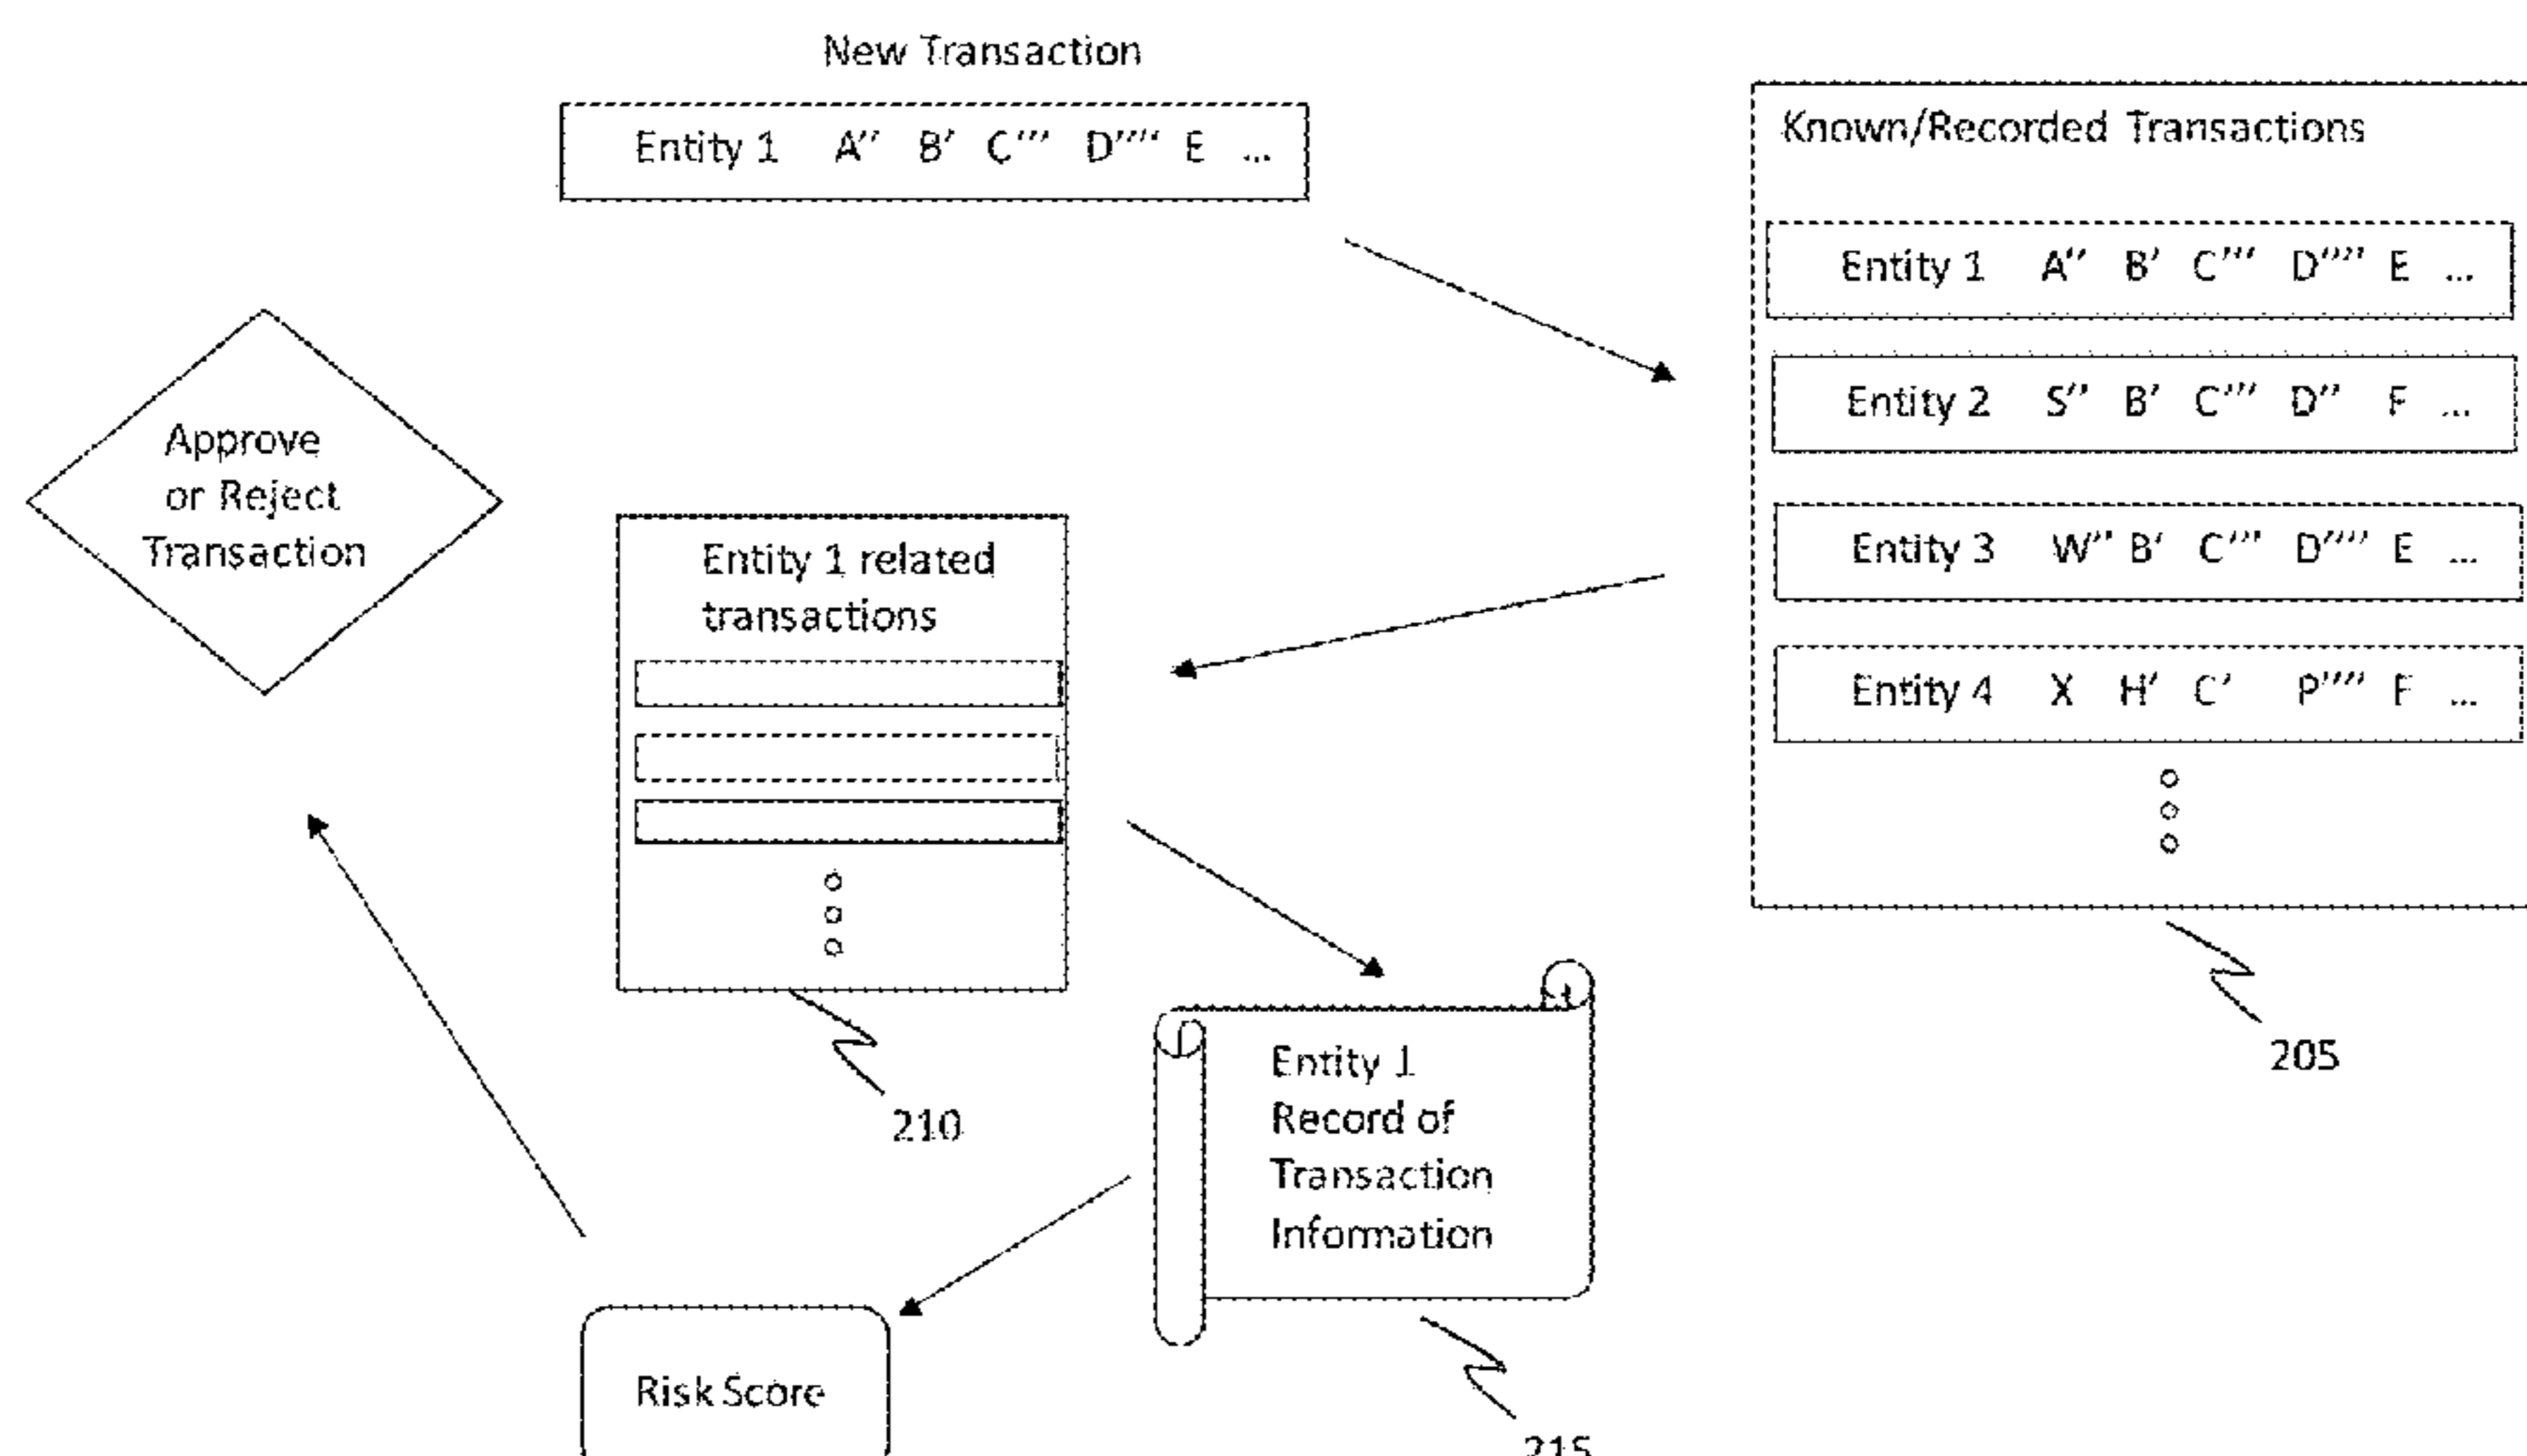 New Transaction
Entity 1 A'' B' C''' D'''' E ...
Known/Recorded Transactions
Entity 1 A'' B' C''' D'''' E ...
Entity 2 S'' B' C''' D'' F ...
Entity 3 W'' B' C''' D'''' E ...
Entity 4 X H' C' P'''' F ...
205
Approve
or Reject
Transaction
Entity 1 related
transactions
210
Entity 1
Record of
Transaction
Information
215
Risk Score